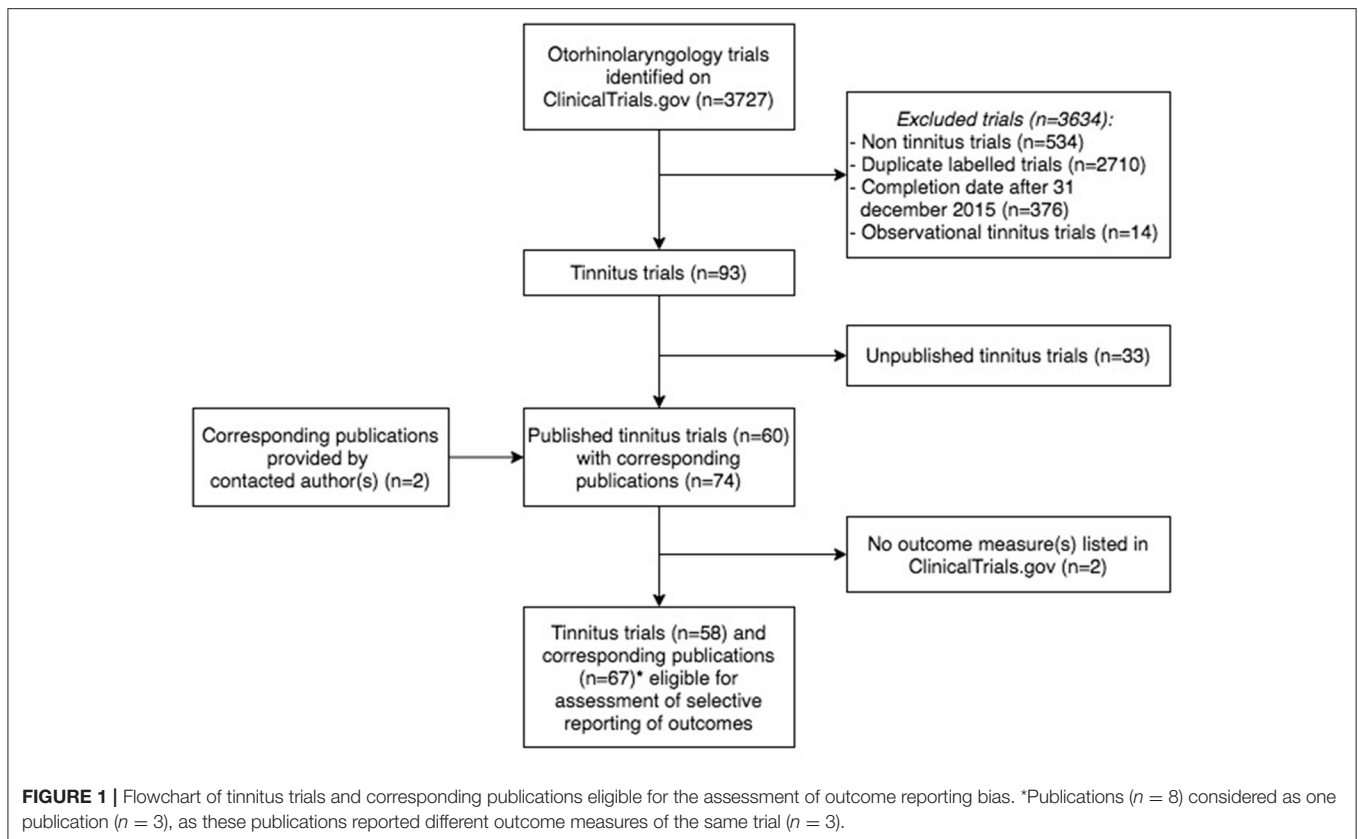 Otorhinolaryngology trials
identified on
ClinicalTrials.gov (n=3727)
Excluded trials (n=3634):
- Non tinnitus trials (n=534)
- Duplicate labelled trials (n=2710)
- Completion date after 31
december 2015 (n=376)
- Observational tinnitus trials (n=14)
Tinnitus trials (n=93)
Unpublished tinnitus trials (n=33)
Corresponding publications
provided by
contacted author(s) (n=2)
Published tinnitus trials (n=60)
with corresponding
publications (n=74)
No outcome measure(s) listed in
ClinicalTrials.gov (n=2)
Tinnitus trials (n=58) and
corresponding publications
(n=67)* eligible for
assessment of selective
reporting of outcomes
FIGURE 1 | Flowchart of tinnitus trials and corresponding publications eligible for the assessment of outcome reporting bias. *Publications (n = 8) considered as one
publication (n = 3), as these publications reported different outcome measures of the same trial (n = 3).